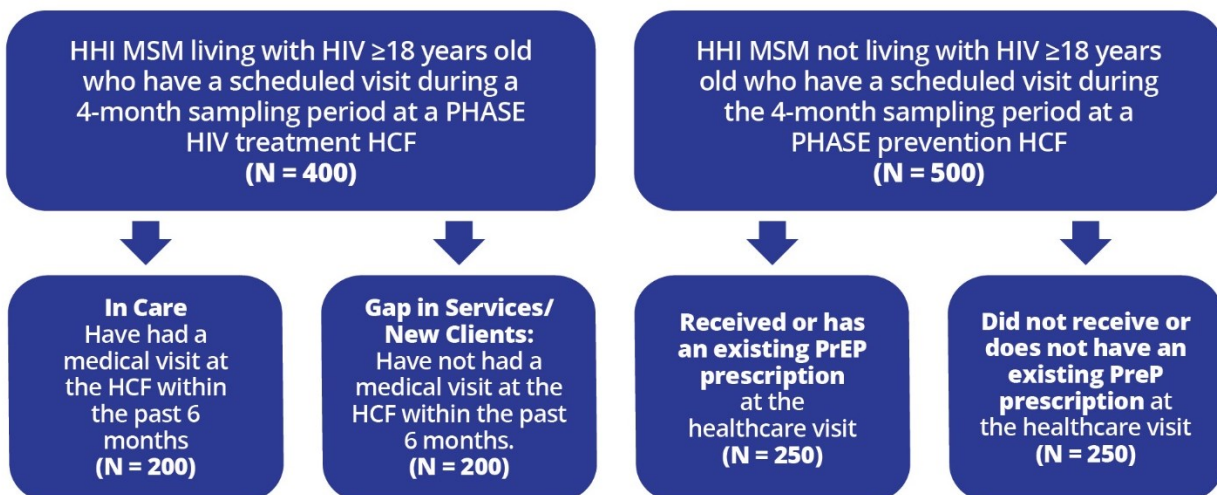 HHI MSM living with HIV ≥18 years old
who have a scheduled visit during a
4-month sampling period at a PHASE
HIV treatment HCF
(N = 400)
HHI MSM not living with HIV ≥18 years
old who have a scheduled visit during
the 4-month sampling period at a
PHASE prevention HCF
(N = 500)
In Care
Have had a
medical visit at
the HCF within
the past 6
months
(N = 200)
Gap in Services/
New Clients:
Have not had a
medical visit at the
HCF within the past
6 months.
(N = 200)
Received or has
an existing PrEP
prescription
at the
healthcare visit
(N = 250)
Did not receive or
does not have an
existing PreP
prescription at
the healthcare visit
(N = 250)